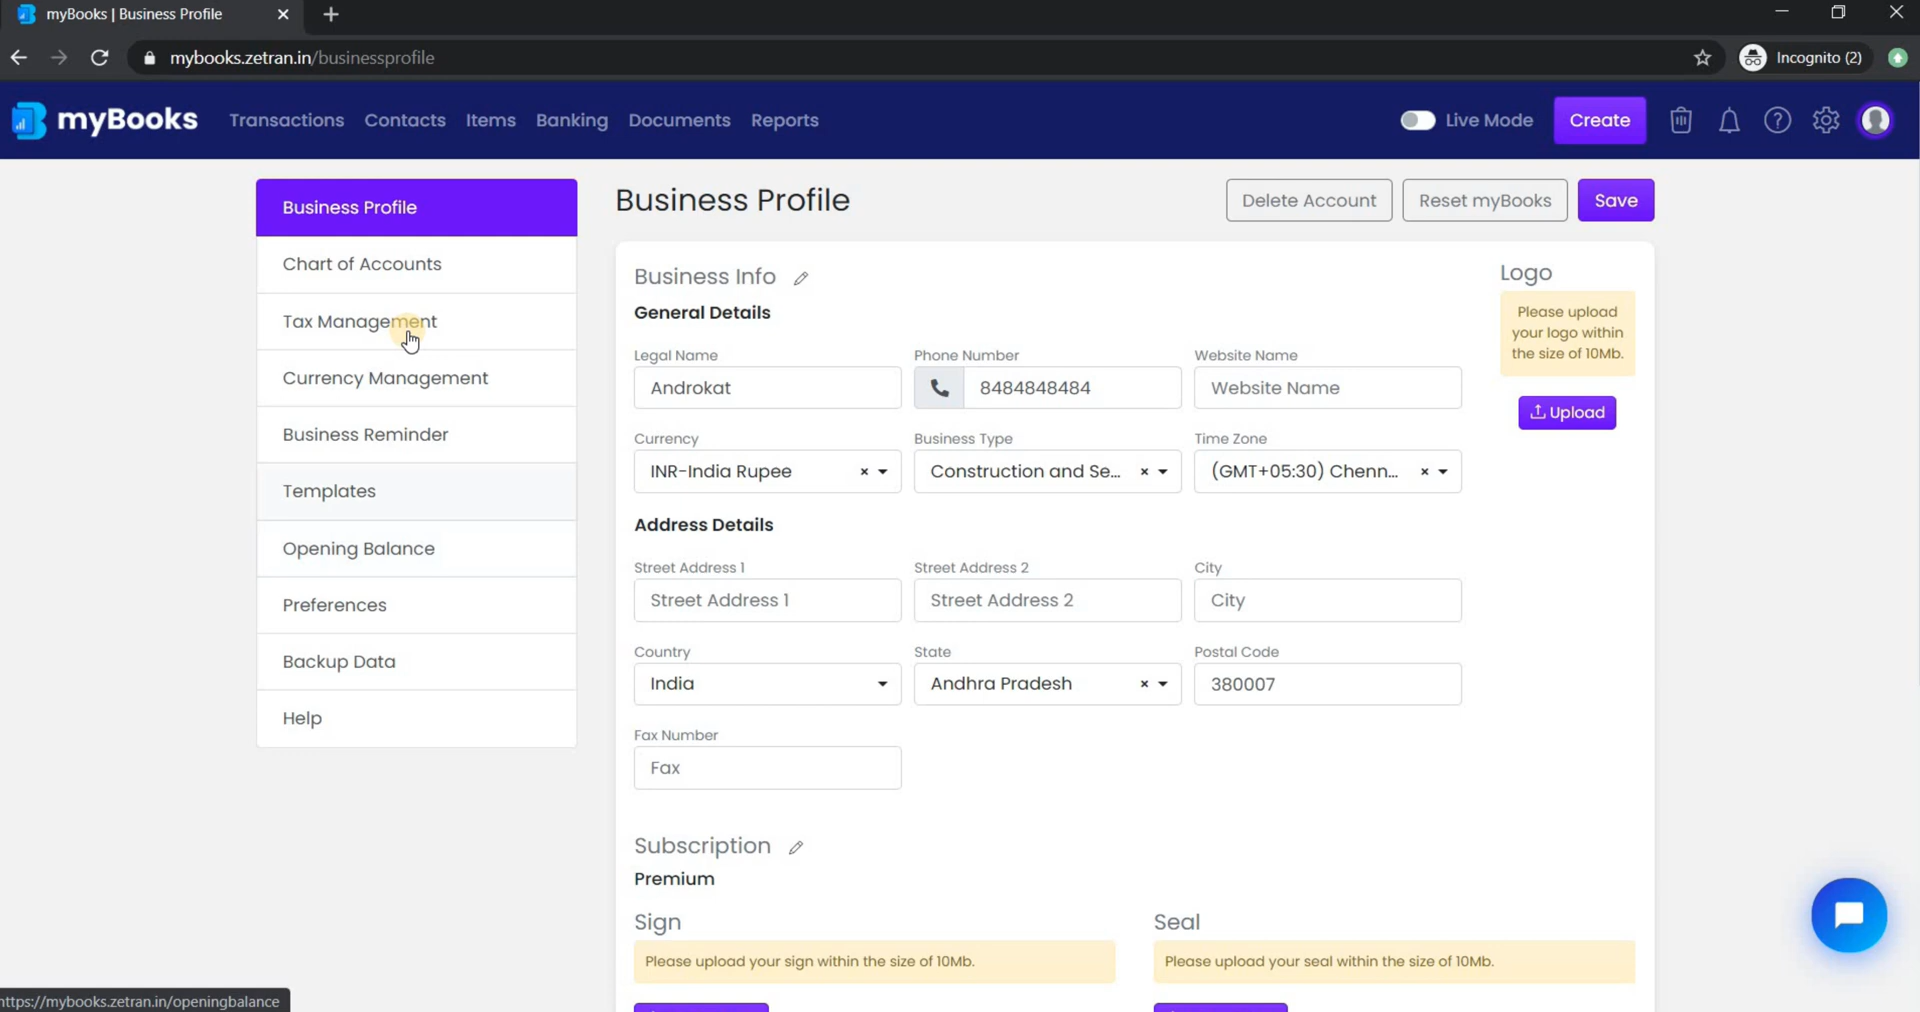 myBooks | Business Profile
mybooks.zetran.in/businessprofile
Incognito (2)
myBooks
Transactions
Contacts
Items
Banking
Documents
Reports
Live Mode
Create
Business Profile
Chart of Accounts
Tax Management
Currency Management
Business Reminder
Templates
Opening Balance
Preferences
Backup Data
Help
Business Profile
Delete Account
Reset myBooks
Save
Business Info
General Details
Legal Name
Androkat
Phone Number
8484848484
Website Name
Website Name
Currency
INR-India Rupee
Business Type
Construction and Se...
Time Zone
(GMT+05:30) Chenn...
Logo
Please upload
your logo within
the size of 10Mb.
Upload
Address Details
Street Address 1
Street Address 1
Street Address 2
Street Address 2
City
City
Country
India
State
Andhra Pradesh
Postal Code
380007
Fax Number
Fax
Subscription
Premium
Sign
Please upload your sign within the size of 10Mb.
Seal
Please upload your seal within the size of 10Mb.
https://mybooks.zetran.in/openingbalance